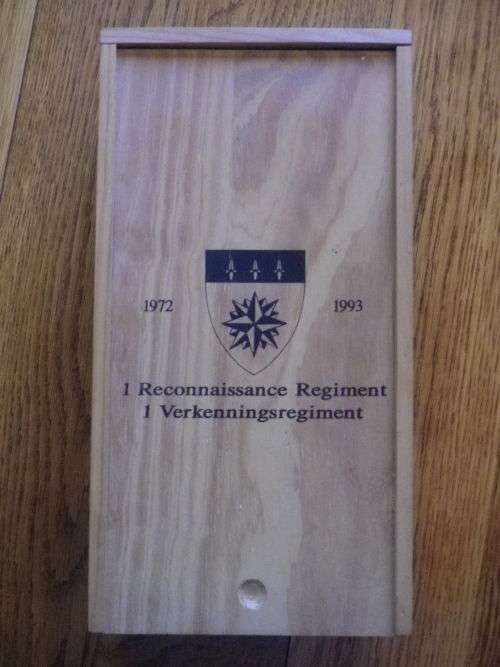 1972 1993
1 Reconnaissance Regiment
1 Verkenningsregiment